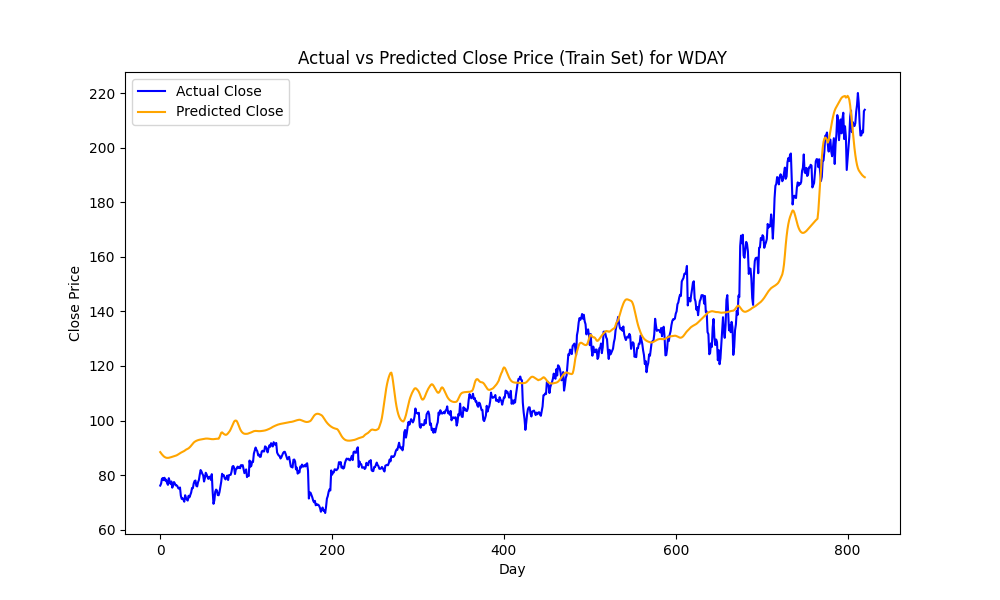 Actual vs Predicted Close Price (Train Set) for WDAY
Actual Close
Predicted Close
Close Price
220
200
180
160
140
120
100
80
60
0 200 400 600 800
Day